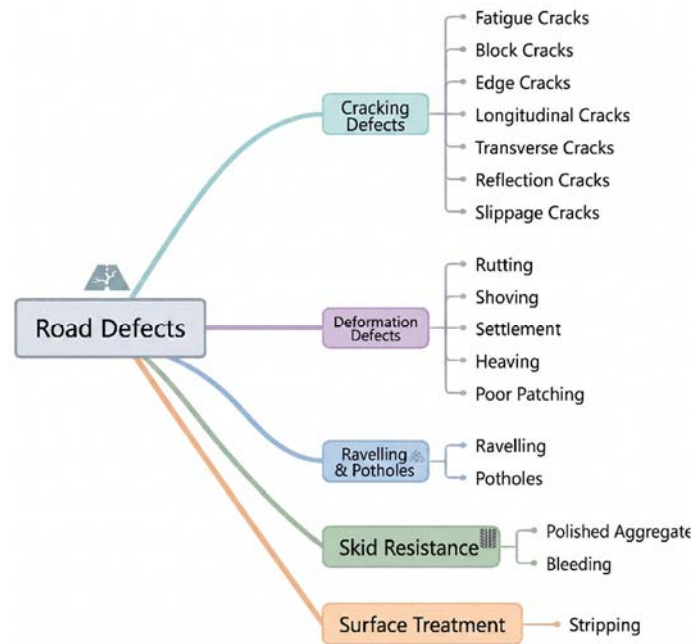 Road Defects
Cracking
Defects
Fatigue Cracks
Block Cracks
Edge Cracks
Longitudinal Cracks
Transverse Cracks
Reflection Cracks
Slippage Cracks
Deformation
Defects
Rutting
Shoving
Settlement
Heaving
Poor Patching
Ravelling
& Potholes
Ravelling
Potholes
Skid Resistance
Polished Aggregate
Bleeding
Surface Treatment
Stripping